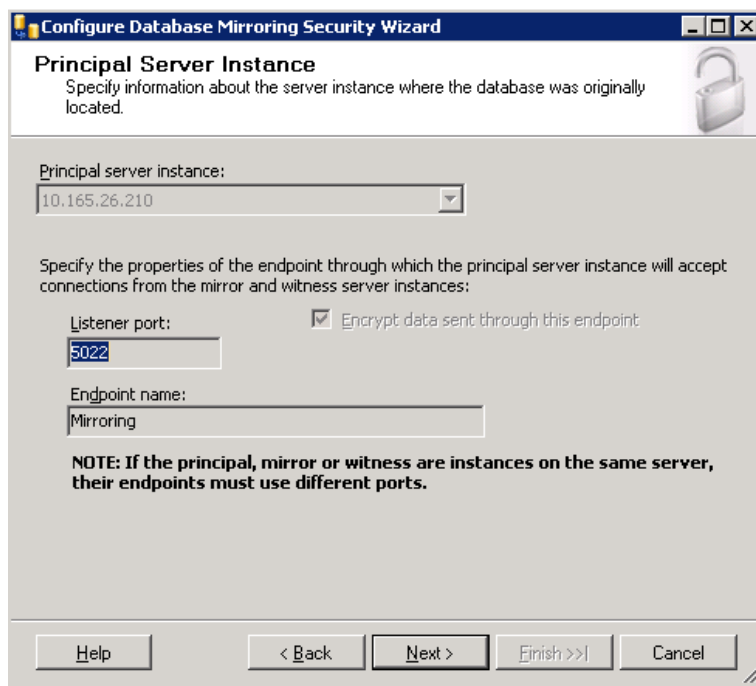 Configure Database Mirroring Security Wizard
Principal Server Instance
Specify information about the server instance where the database was originally
located.
Principal server instance:
10.165.26.210
Specify the properties of the endpoint through which the principal server instance will accept
connections from the mirror and witness server instances:
Listener port:
Encrypt data sent through this endpoint
5022
Endpoint name:
Mirroring
NOTE: If the principal, mirror or witness are instances on the same server,
their endpoints must use different ports.
Help
< Back
Next >
Finish >>|
Cancel